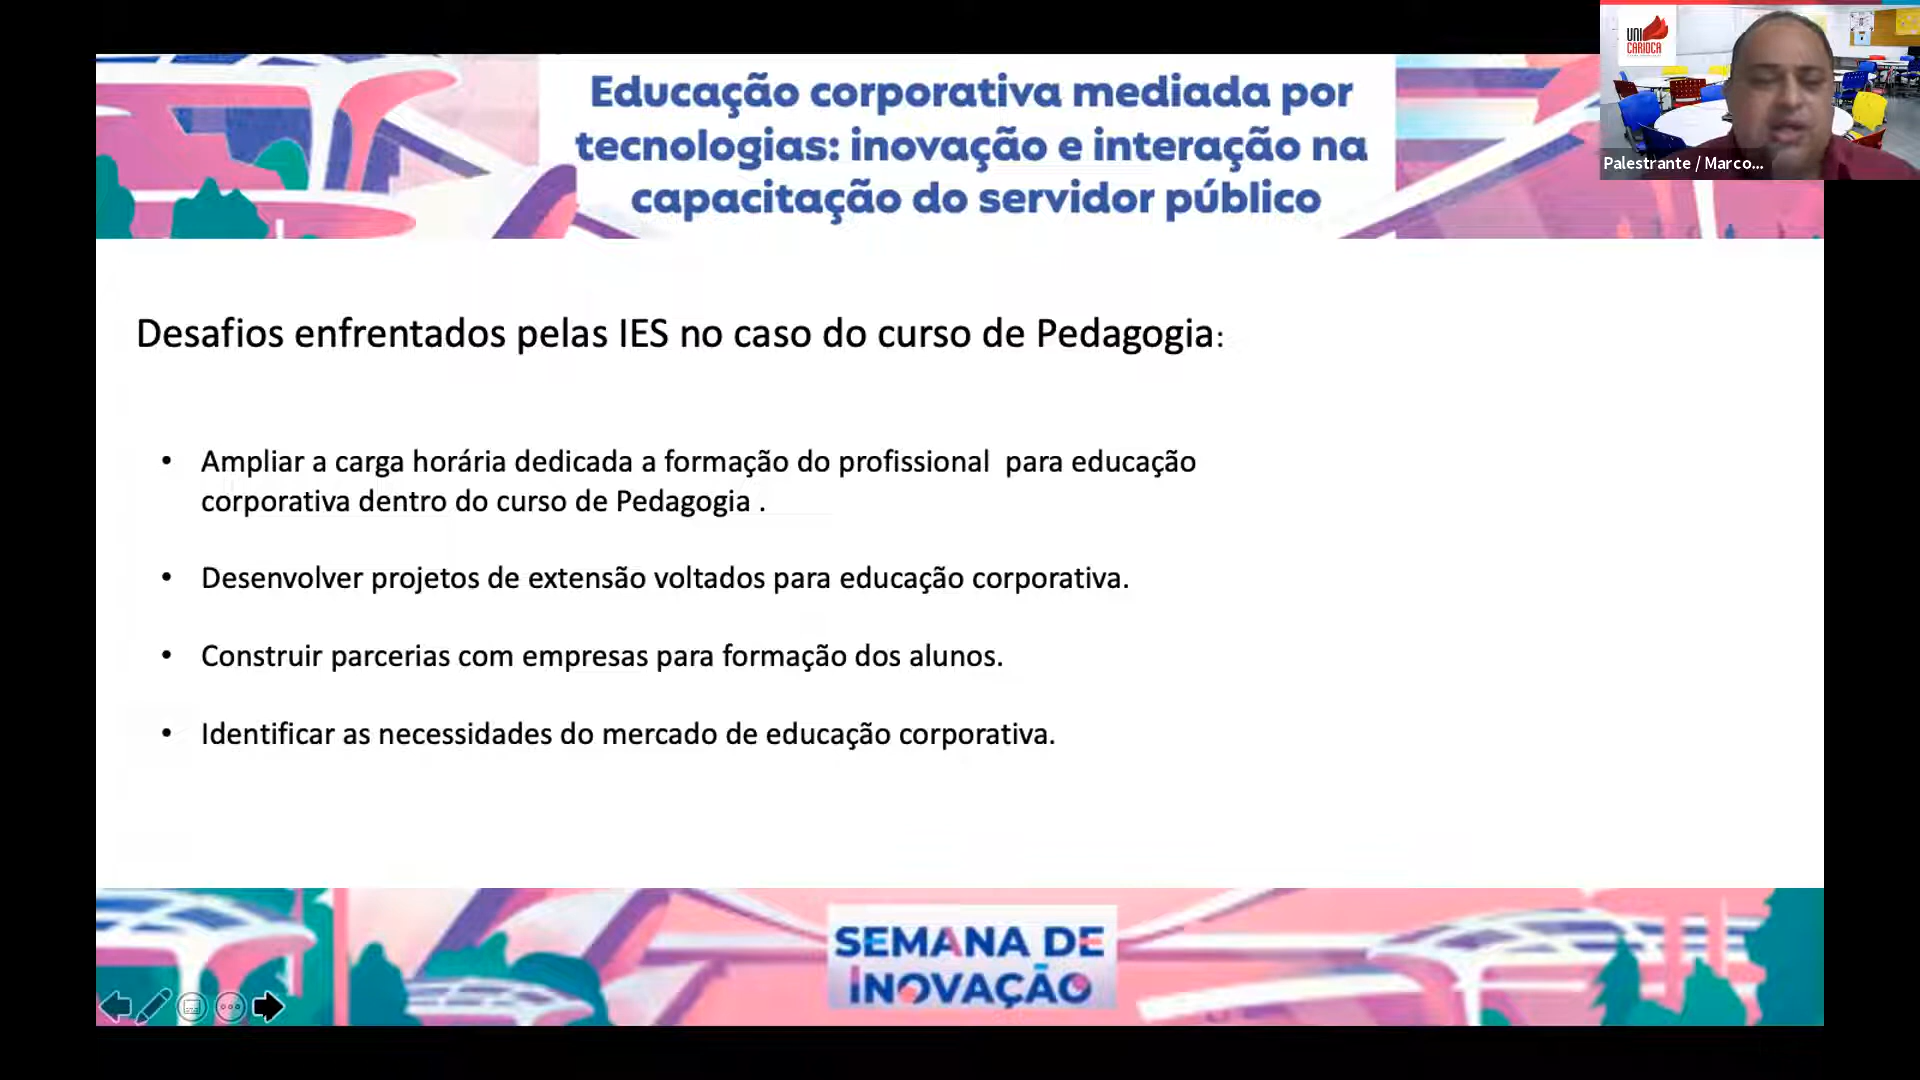 Educação corporativa mediada por
tecnologias: inovação e interação na
capacitação do servidor público
UNI
CARIOCA
Palestrante / Marco...
Desafios enfrentados pelas IES no caso do curso de Pedagogia:
• Ampliar a carga horária dedicada a formação do profissional  para educação
corporativa dentro do curso de Pedagogia .
• Desenvolver projetos de extensão voltados para educação corporativa.
• Construir parcerias com empresas para formação dos alunos.
• Identificar as necessidades do mercado de educação corporativa.
SEMANA DE
INOVAÇÃO